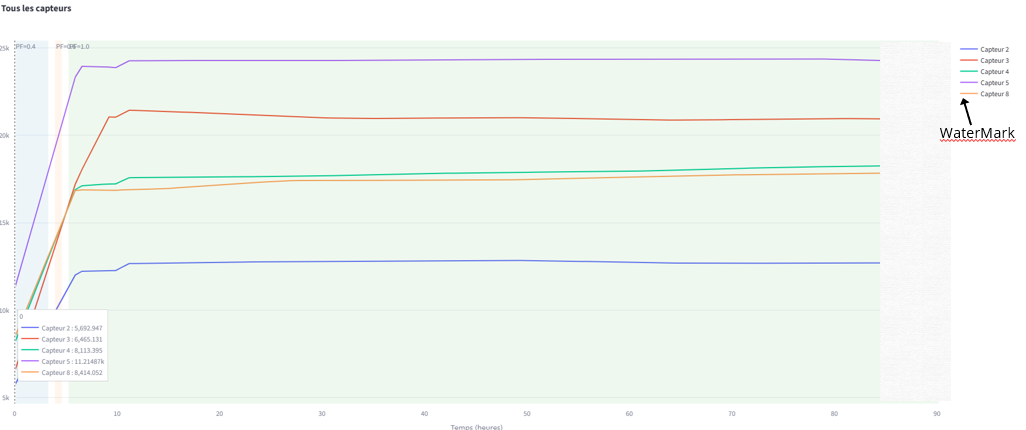 Tous les capteurs
PF=0.4
PF=1.0
25k
20k
15k
10k
5k
0
Capteur 2 : 5,692.947
Capteur 3 : 6,465.131
Capteur 4 : 8,113.395
Capteur 5 : 11.21487k
Capteur 8 : 8,414.052
0 10 20 30 40 50 60 70 80 90
Temps (heures)
Capteur 2
Capteur 3
Capteur 4
Capteur 5
Capteur 8
WaterMark